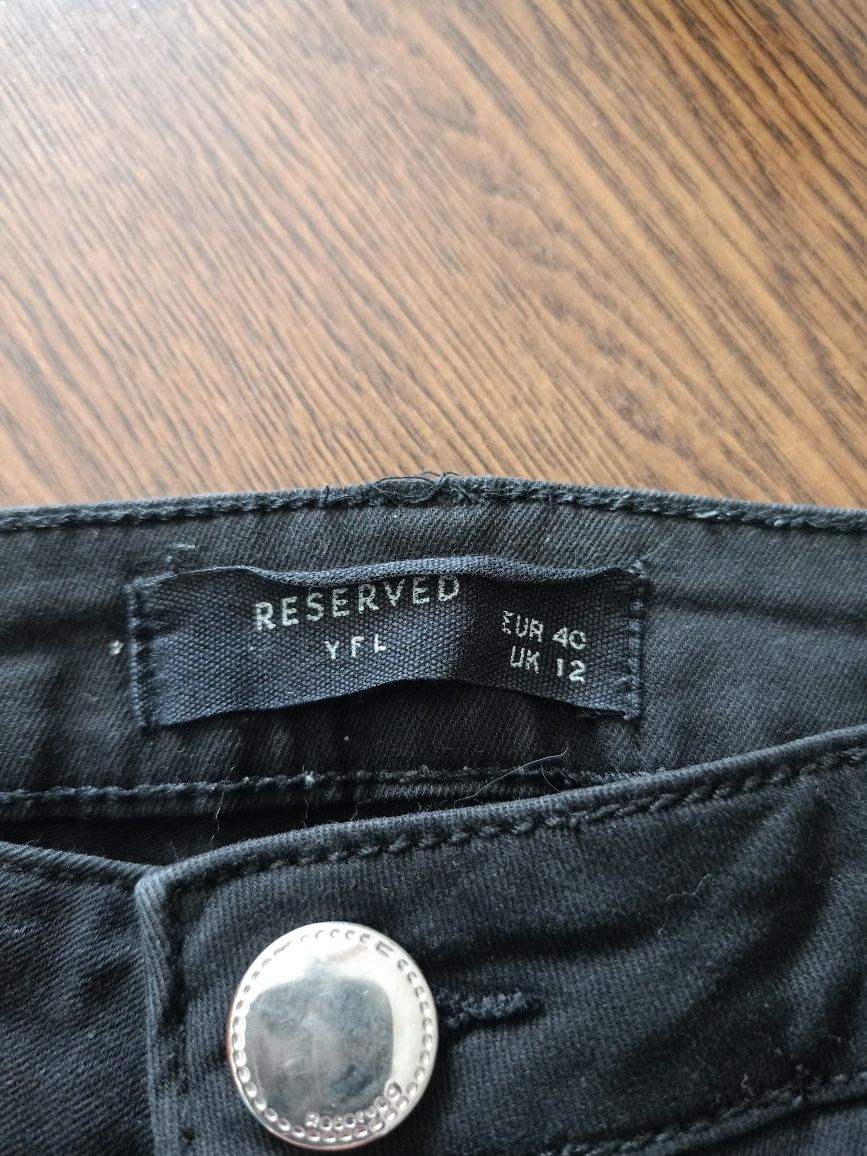 RESERVED
YFL
EUR 40
UK 12